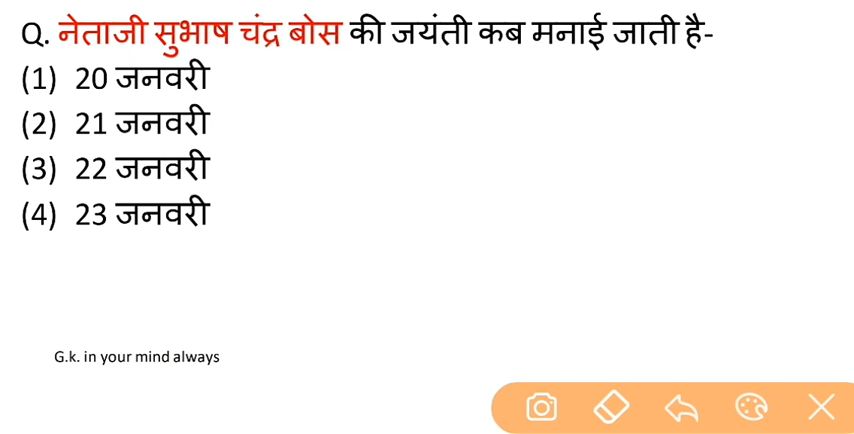 Q. नेताजी सुभाष चंद्र बोस की जयंती कब मनाई जाती है-
(1) 20 जनवरी
(2) 21 जनवरी
(3) 22 जनवरी
(4) 23 जनवरी
G.k. in your mind always